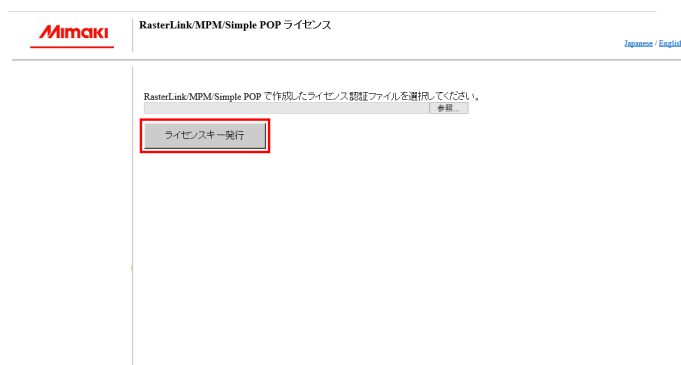 Mimaki
RasterLink/MPM/Simple POP ライセンス
Japanese / English
RasterLink/MPM/Simple POP で作成したライセンス認証ファイルを選択してください。
参照...
ライセンスキー発行